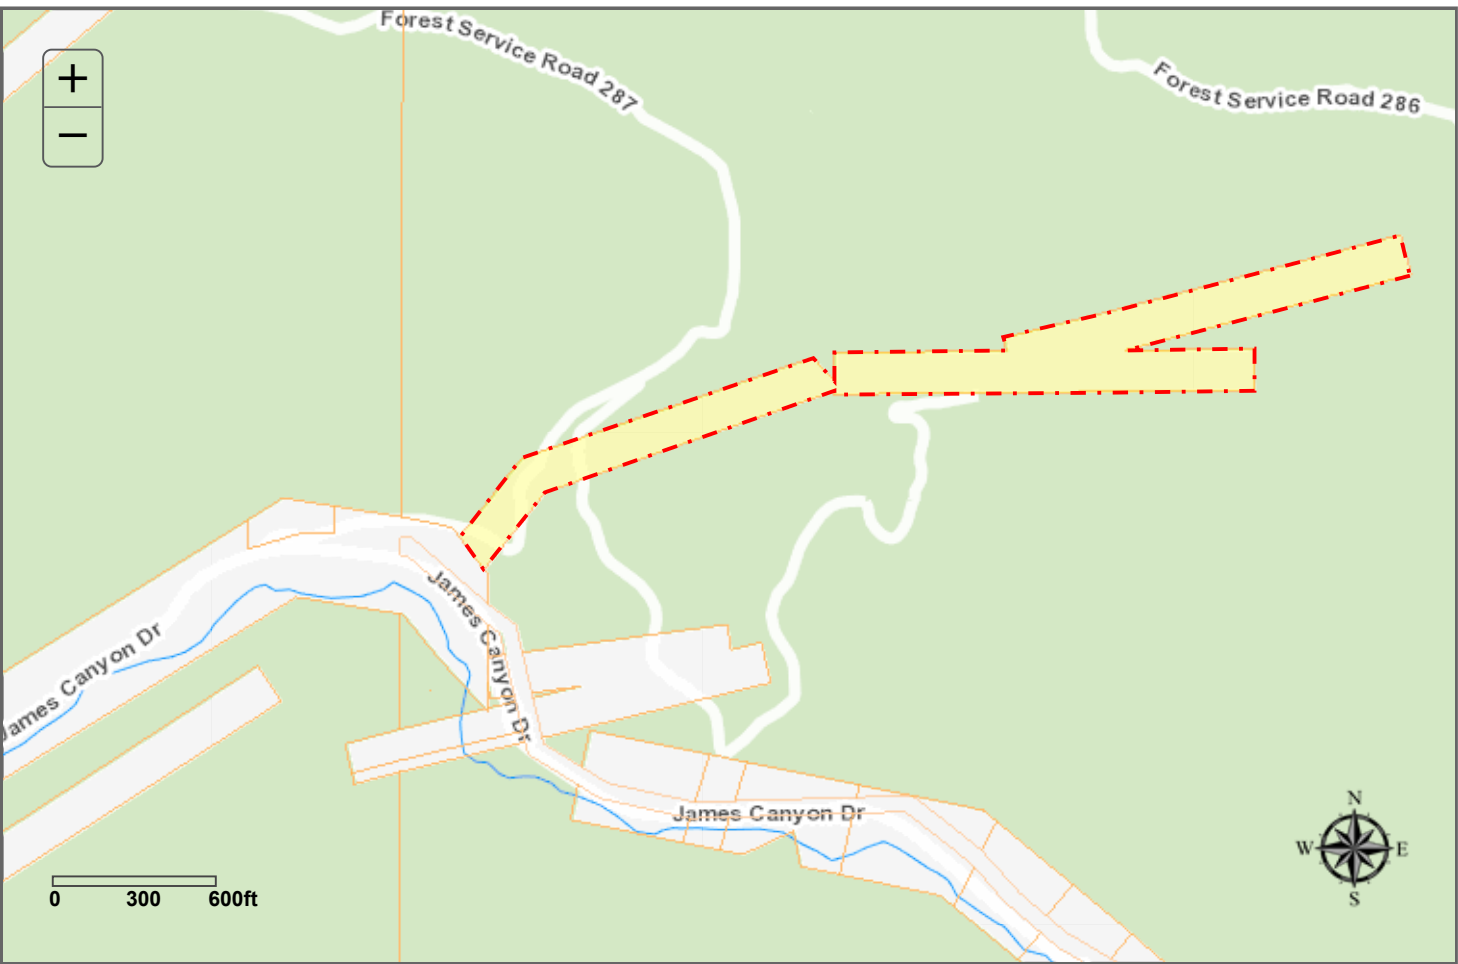 Forest Service Road 287
Forest Service Road 286
+
−
James Canyon Dr
James Canyon Dr
James Canyon Dr
N
W E
S
0 300 600ft